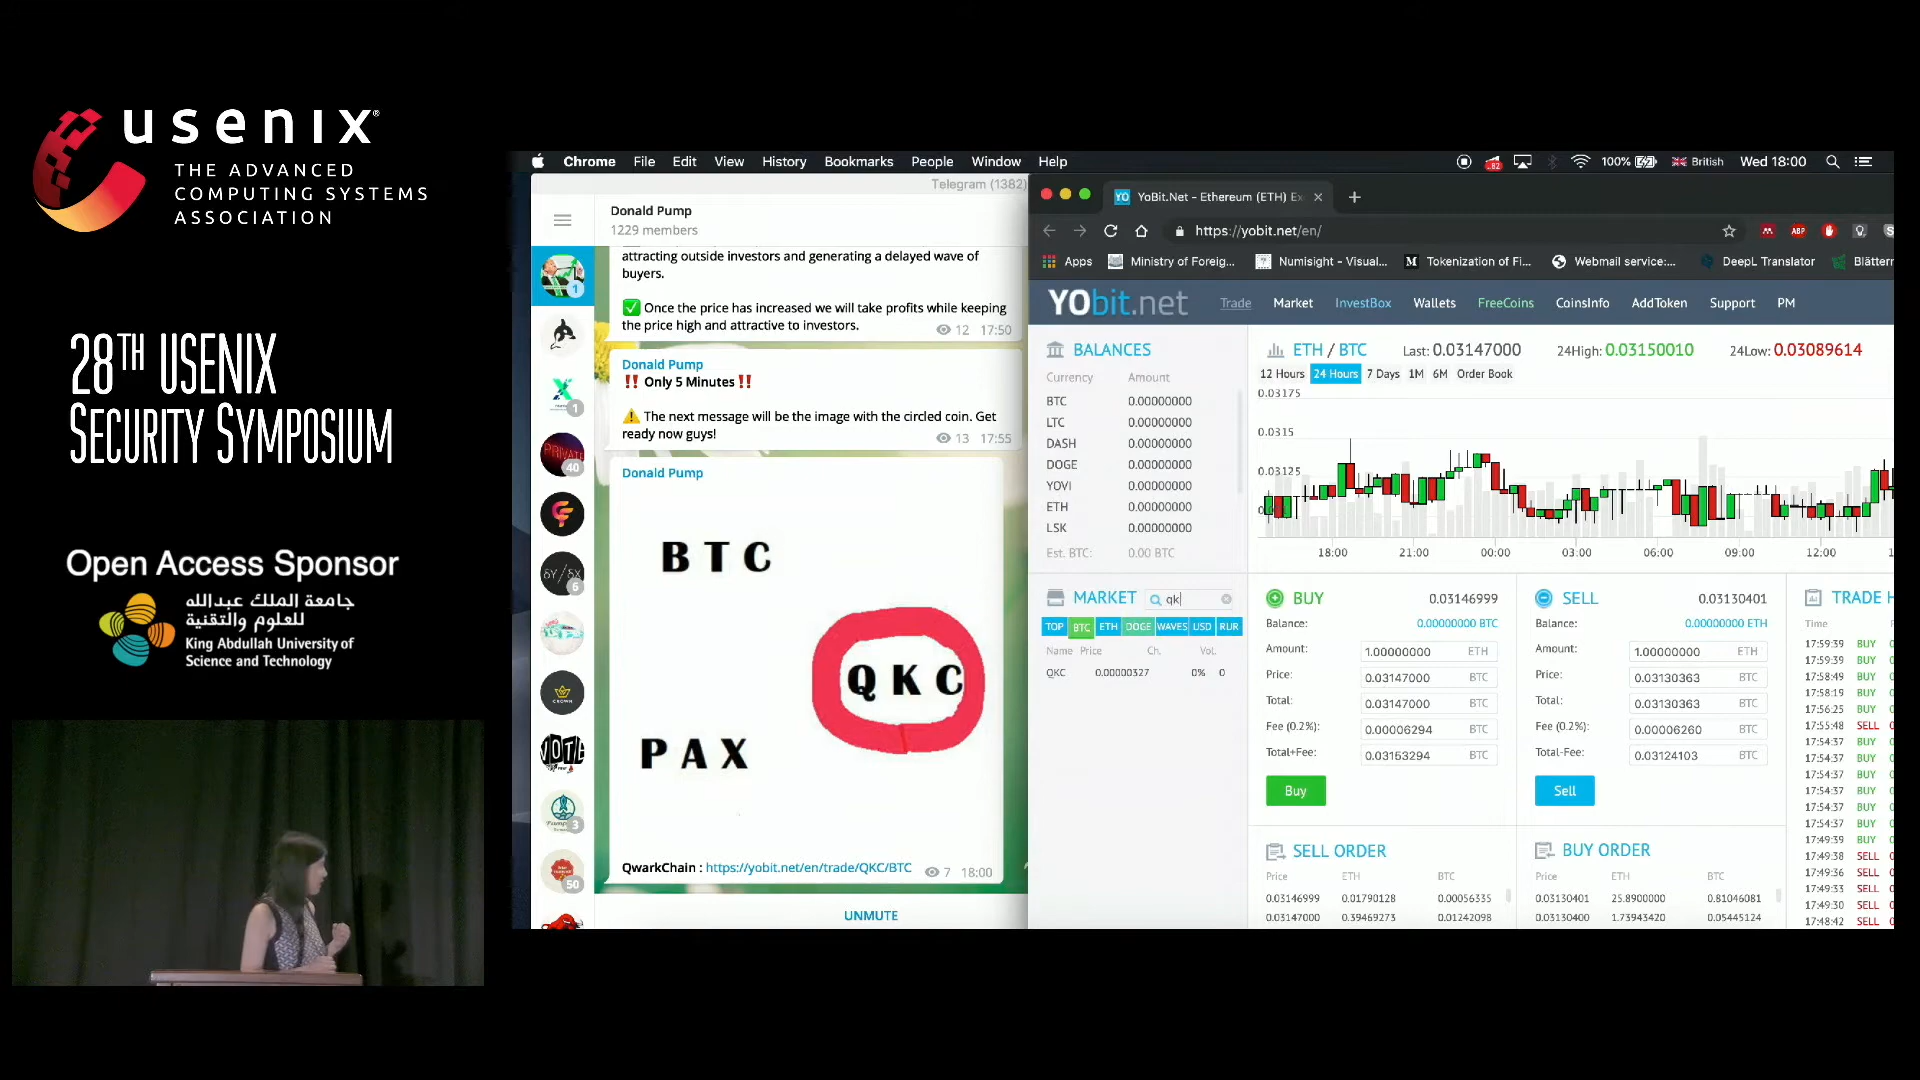 usenix®
THE ADVANCED
COMPUTING SYSTEMS
ASSOCIATION
28TH USENIX
SECURITY SYMPOSIUM
Open Access Sponsor
جامعة الملك عبدالله
للعلوم والتقنية
King Abdullah University of
Science and Technology
Chrome File Edit View History Bookmarks People Window Help
100% British Wed 18:00
Telegram (1382)
Donald Pump
1229 members
attracting outside investors and generating a delayed wave of
buyers.
✅ Once the price has increased we will take profits while keeping
the price high and attractive to investors.
12 17:50
Donald Pump
‼ Only 5 Minutes ‼
⚠ The next message will be the image with the circled coin. Get
ready now guys!
13 17:55
Donald Pump
BTC
QKC
PAX
QwarkChain : https://yobit.net/en/trade/QKC/BTC 7 18:00
UNMUTE
1
1
40
PRIVATE
6
CROWN
3
50
YoBit.Net - Ethereum (ETH) Ex
https://yobit.net/en/
ABP
Apps Ministry of Foreig... Numisight - Visual... Tokenization of Fi... Webmail service:... DeepL Translator Blätterr
YObit.net Trade Market InvestBox Wallets FreeCoins CoinsInfo AddToken Support PM
BALANCES
Currency Amount
BTC 0.00000000
LTC 0.00000000
DASH 0.00000000
DOGE 0.00000000
YOVI 0.00000000
ETH 0.00000000
LSK 0.00000000
Est. BTC: 0.00 BTC
ETH / BTC Last: 0.03147000 24High: 0.03150010 24Low: 0.03089614
12 Hours 24 Hours 7 Days 1M 6M Order Book
0.03175
0.0315
0.03125
18:00 21:00 00:00 03:00 06:00 09:00 12:00
MARKET qk
TOP BTC ETH DOGE WAVES USD RUR
Name Price Ch. Vol.
QKC 0.00000327 0% 0
BUY 0.03146999
Balance: 0.00000000 BTC
Amount: 1.00000000 ETH
Price: 0.03147000 BTC
Total: 0.03147000 BTC
Fee (0.2%): 0.00006294 BTC
Total+Fee: 0.03153294 BTC
Buy
SELL 0.03130401
Balance: 0.00000000 ETH
Amount: 1.00000000 ETH
Price: 0.03130363 BTC
Total: 0.03130363 BTC
Fee (0.2%): 0.00006260 BTC
Total-Fee: 0.03124103 BTC
Sell
TRADE H
Time
17:59:39 BUY
17:59:39 BUY
17:58:49 BUY
17:58:19 BUY
17:56:25 BUY
17:55:48 SELL
17:54:37 BUY
17:54:37 BUY
17:54:37 BUY
17:54:37 BUY
17:54:37 BUY
17:54:37 BUY
17:54:39 BUY
17:49:38 SELL
17:49:36 SELL
17:49:33 SELL
17:49:30 SELL
17:48:42 SELL
SELL ORDER
Price ETH BTC
0.03146999 0.01790128 0.00056335
0.03147000 0.39469273 0.01242098
BUY ORDER
Price ETH BTC
0.03130401 25.8900000 0.81046081
0.03130400 1.73943420 0.05445124